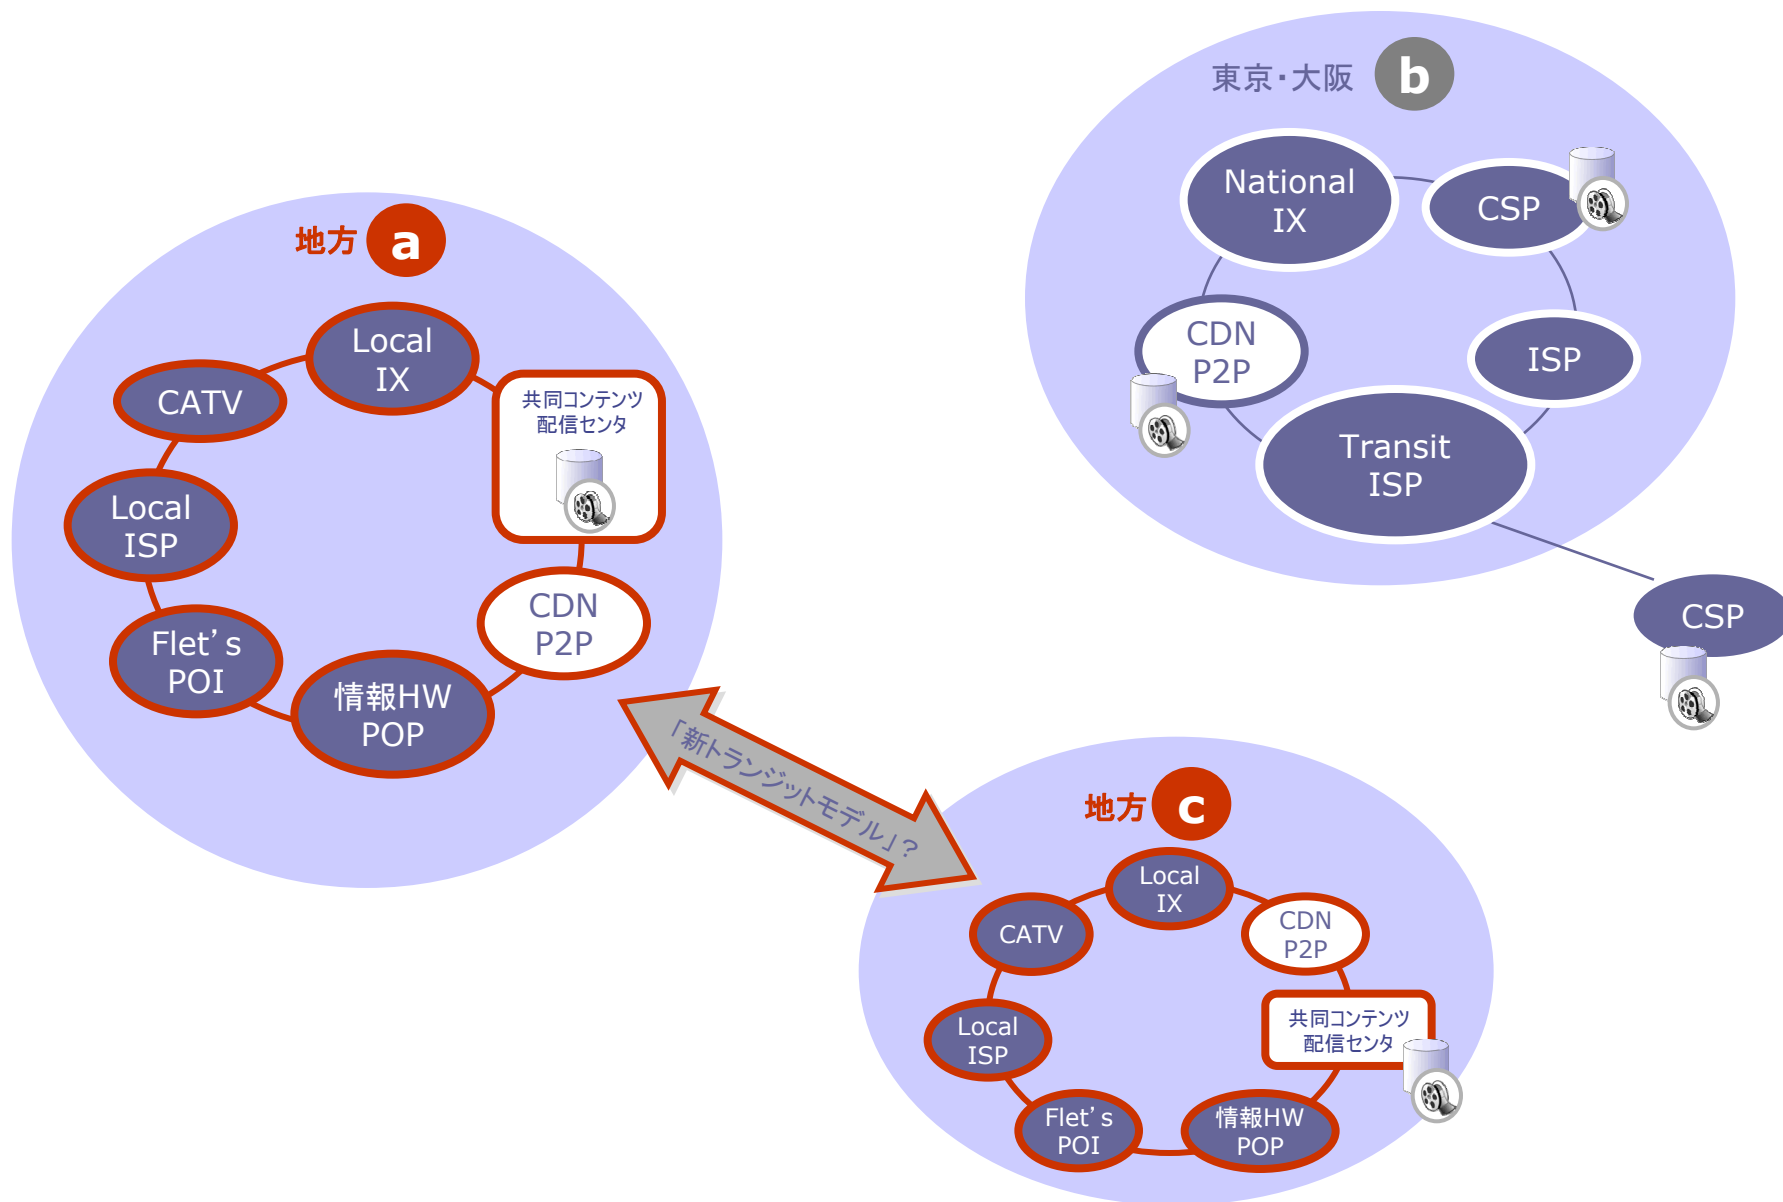 地方 a
Local
IX
CATV
共同コンテンツ
配信センタ
Local
ISP
CDN
P2P
Flet’s
POI
情報HW
POP
東京・大阪 b
National
IX
CSP
CDN
P2P
ISP
Transit
ISP
CSP
「新トランジットモデル」?
地方 c
Local
IX
CATV
CDN
P2P
Local
ISP
共同コンテンツ
配信センタ
Flet’s
POI
情報HW
POP